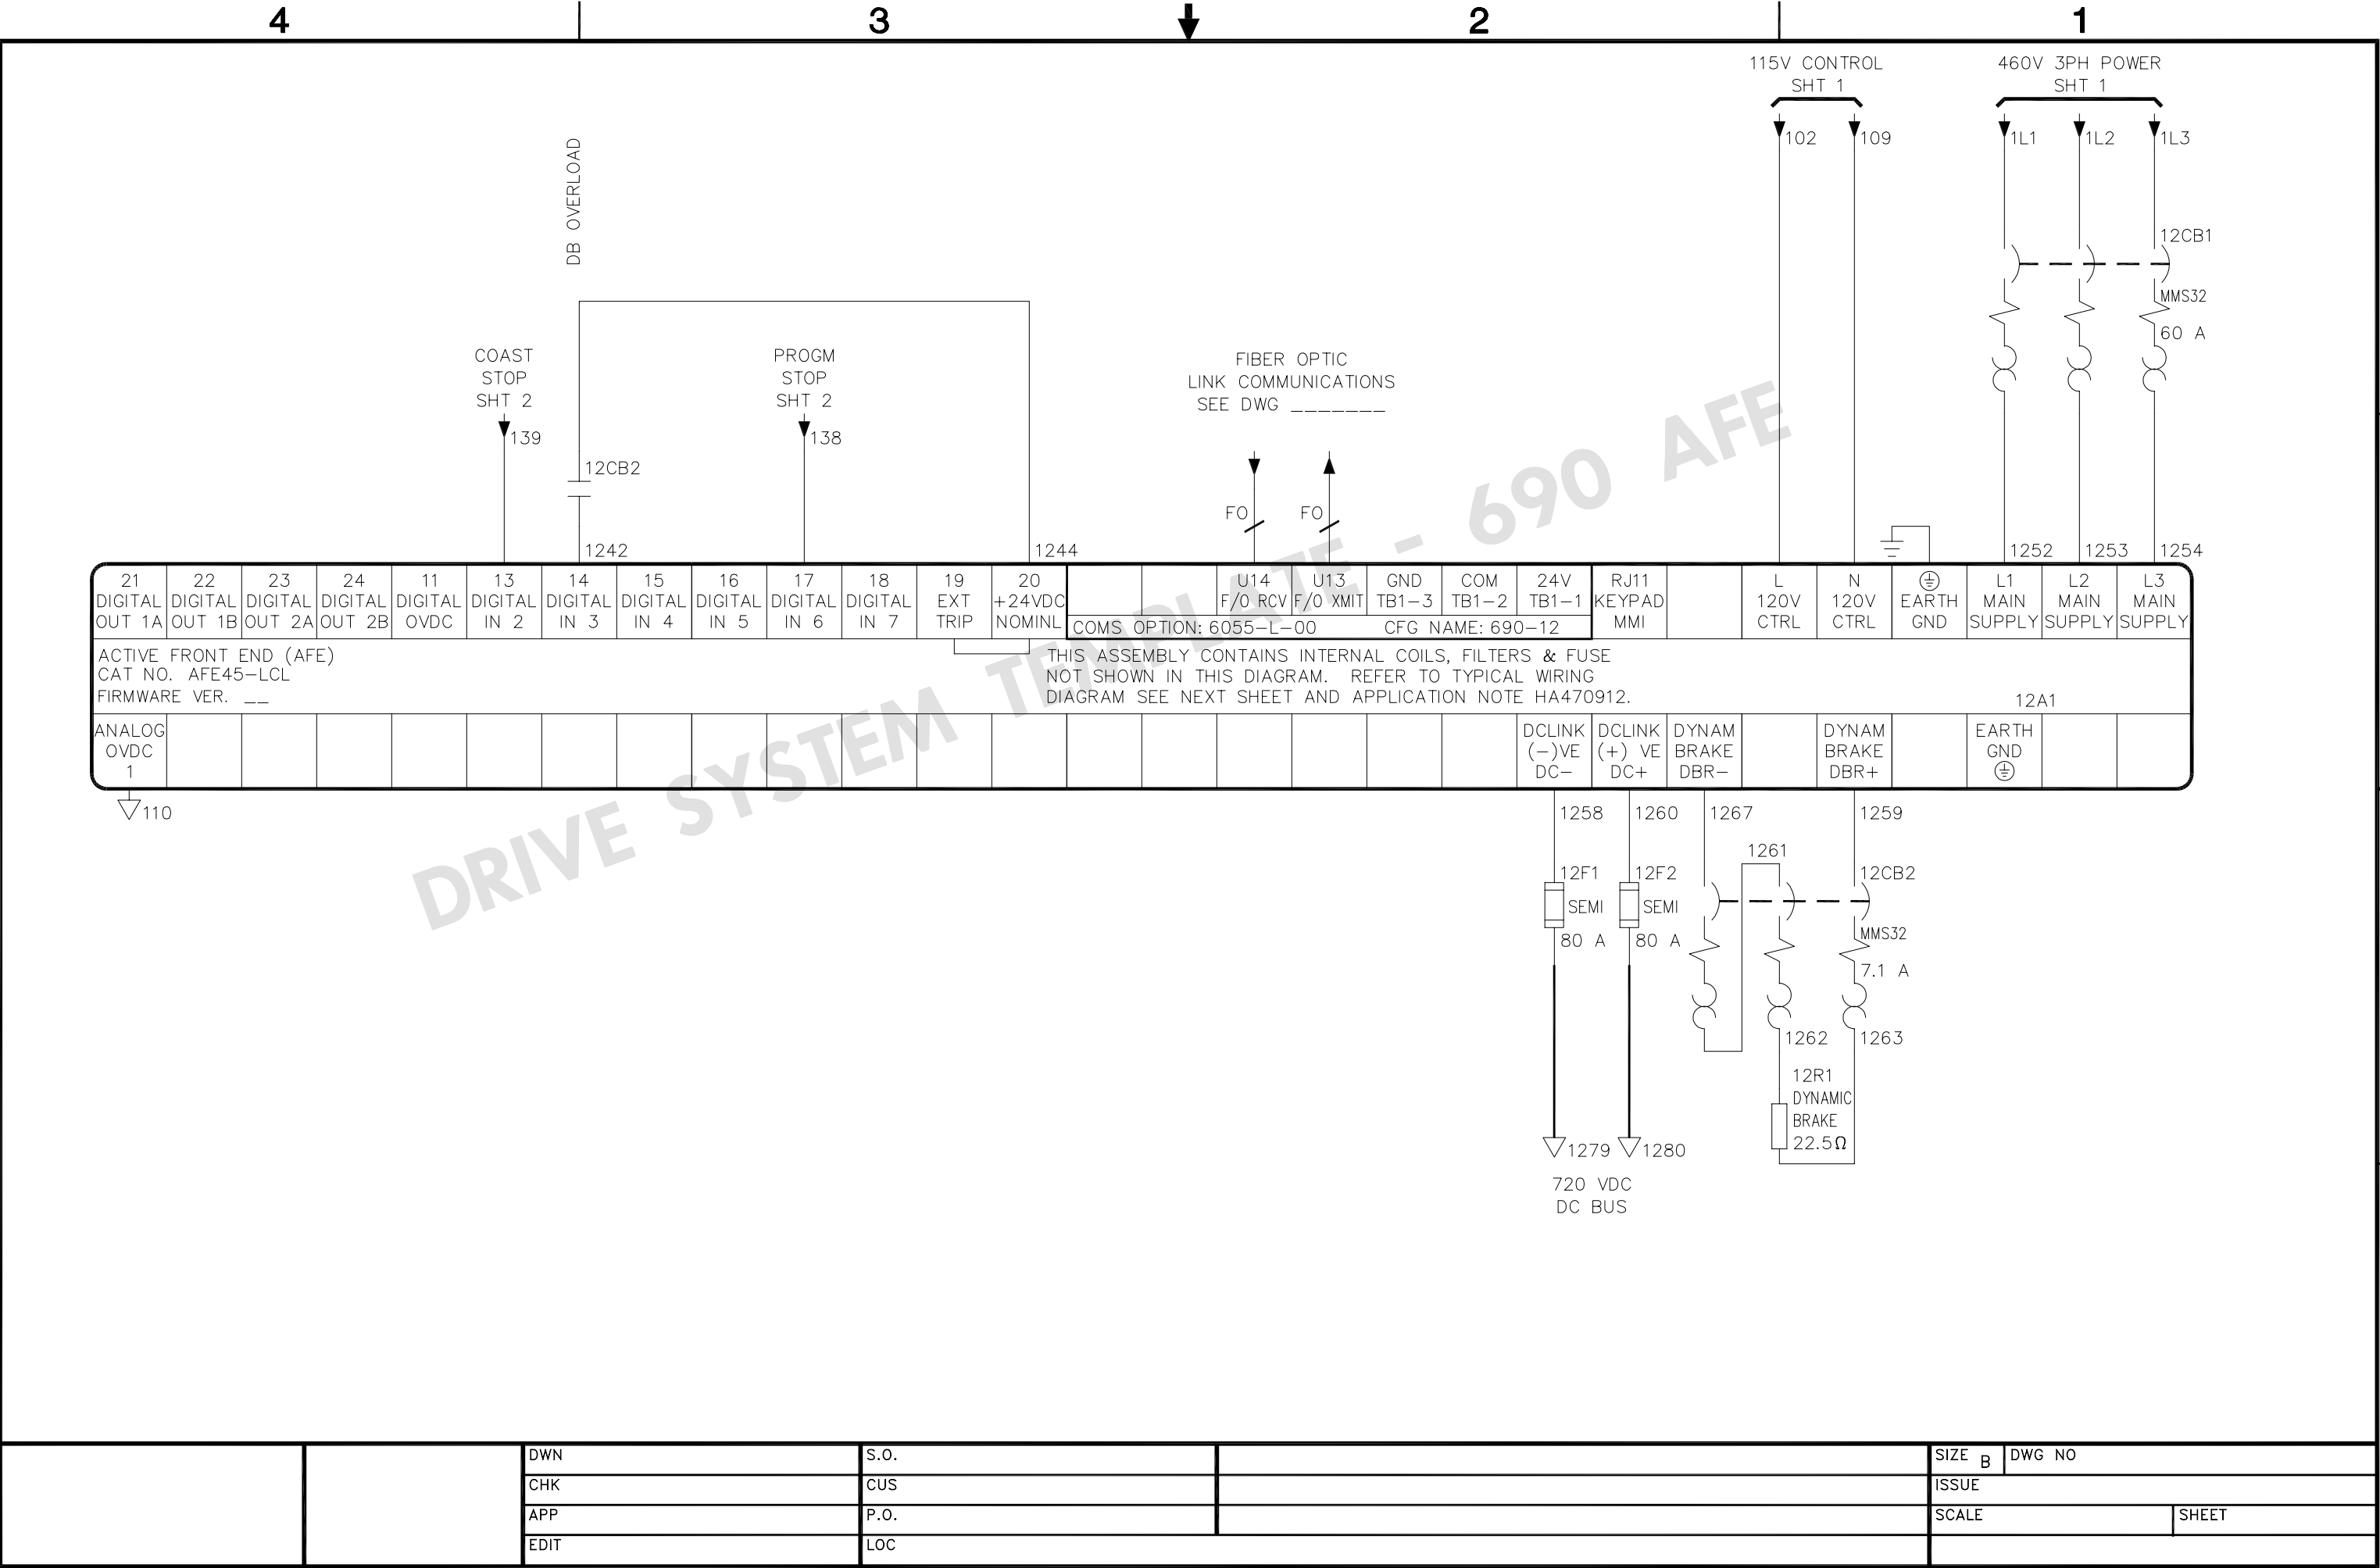 4
3
2
1
115V CONTROL
SHT 1
460V 3PH POWER
SHT 1
102
109
1L1
1L2
1L3
DB OVERLOAD
12CB1
MMS32
60 A
COAST
STOP
SHT 2
139
PROGM
STOP
SHT 2
138
FIBER OPTIC
LINK COMMUNICATIONS
SEE DWG _______
12CB2
FO
FO
1242
1244
1252
1253
1254
21
DIGITAL
OUT 1A
22
DIGITAL
OUT 1B
23
DIGITAL
OUT 2A
24
DIGITAL
OUT 2B
11
DIGITAL
0VDC
13
DIGITAL
IN 2
14
DIGITAL
IN 3
15
DIGITAL
IN 4
16
DIGITAL
IN 5
17
DIGITAL
IN 6
18
DIGITAL
IN 7
19
EXT
TRIP
20
+24VDC
NOMINL
U14
F/O RCV
U13
F/O XMIT
GND
TB1-3
COM
TB1-2
24V
TB1-1
COMS OPTION: 6055-L-00 CFG NAME: 690-12
RJ11
KEYPAD
MMI
L
120V
CTRL
N
120V
CTRL
EARTH
GND
L1
MAIN
SUPPLY
L2
MAIN
SUPPLY
L3
MAIN
SUPPLY
ACTIVE FRONT END (AFE)
CAT NO. AFE45-LCL
FIRMWARE VER. __
THIS ASSEMBLY CONTAINS INTERNAL COILS, FILTERS & FUSE
NOT SHOWN IN THIS DIAGRAM. REFER TO TYPICAL WIRING
DIAGRAM SEE NEXT SHEET AND APPLICATION NOTE HA470912.
12A1
ANALOG
0VDC
1
DCLINK
(-)VE
DC-
DCLINK
(+) VE
DC+
DYNAM
BRAKE
DBR-
DYNAM
BRAKE
DBR+
EARTH
GND
110
1258
1260
1267
1259
1261
12F1
SEMI
80 A
12F2
SEMI
80 A
12CB2
MMS32
7.1 A
1262
1263
12R1
DYNAMIC
BRAKE
22.5Ω
1279
1280
720 VDC
DC BUS
DRIVE SYSTEM TEMPLATE - 690 AFE
DWN
CHK
APP
EDIT
S.O.
CUS
P.O.
LOC
SIZE B
DWG NO
ISSUE
SCALE
SHEET